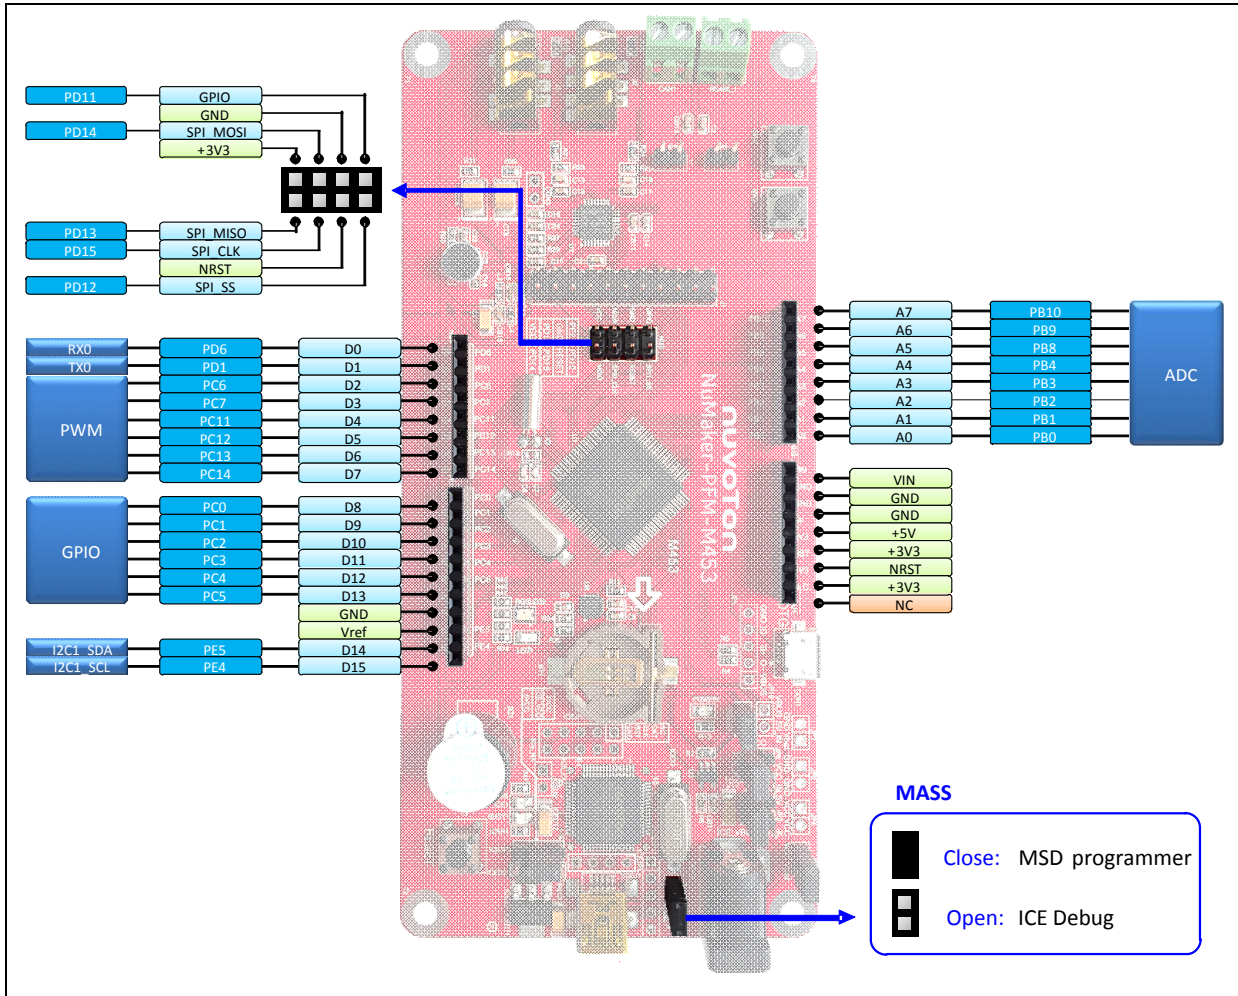 PD11 GPIO
GND
PD14 SPI_MOSI
+3V3
PD13 SPI_MISO
PD15 SPI_CLK
NRST
PD12 SPI_SS
RX0 PD6 D0
TX0 PD1 D1
PWM
PC6 D2
PC7 D3
PC11 D4
PC12 D5
PC13 D6
PC14 D7
GPIO
PC0 D8
PC1 D9
PC2 D10
PC3 D11
PC4 D12
PC5 D13
GND
Vref
I2C1_SDA PE5 D14
I2C1_SCL PE4 D15
nuvoTon
NuMaker-PFM-M453
M453
A7 PB10
A6 PB9
A5 PB8
A4 PB4
A3 PB3
A2 PB2
A1 PB1
A0 PB0
ADC
VIN
GND
GND
+5V
+3V3
NRST
+3V3
NC
MASS
Close: MSD programmer
Open: ICE Debug